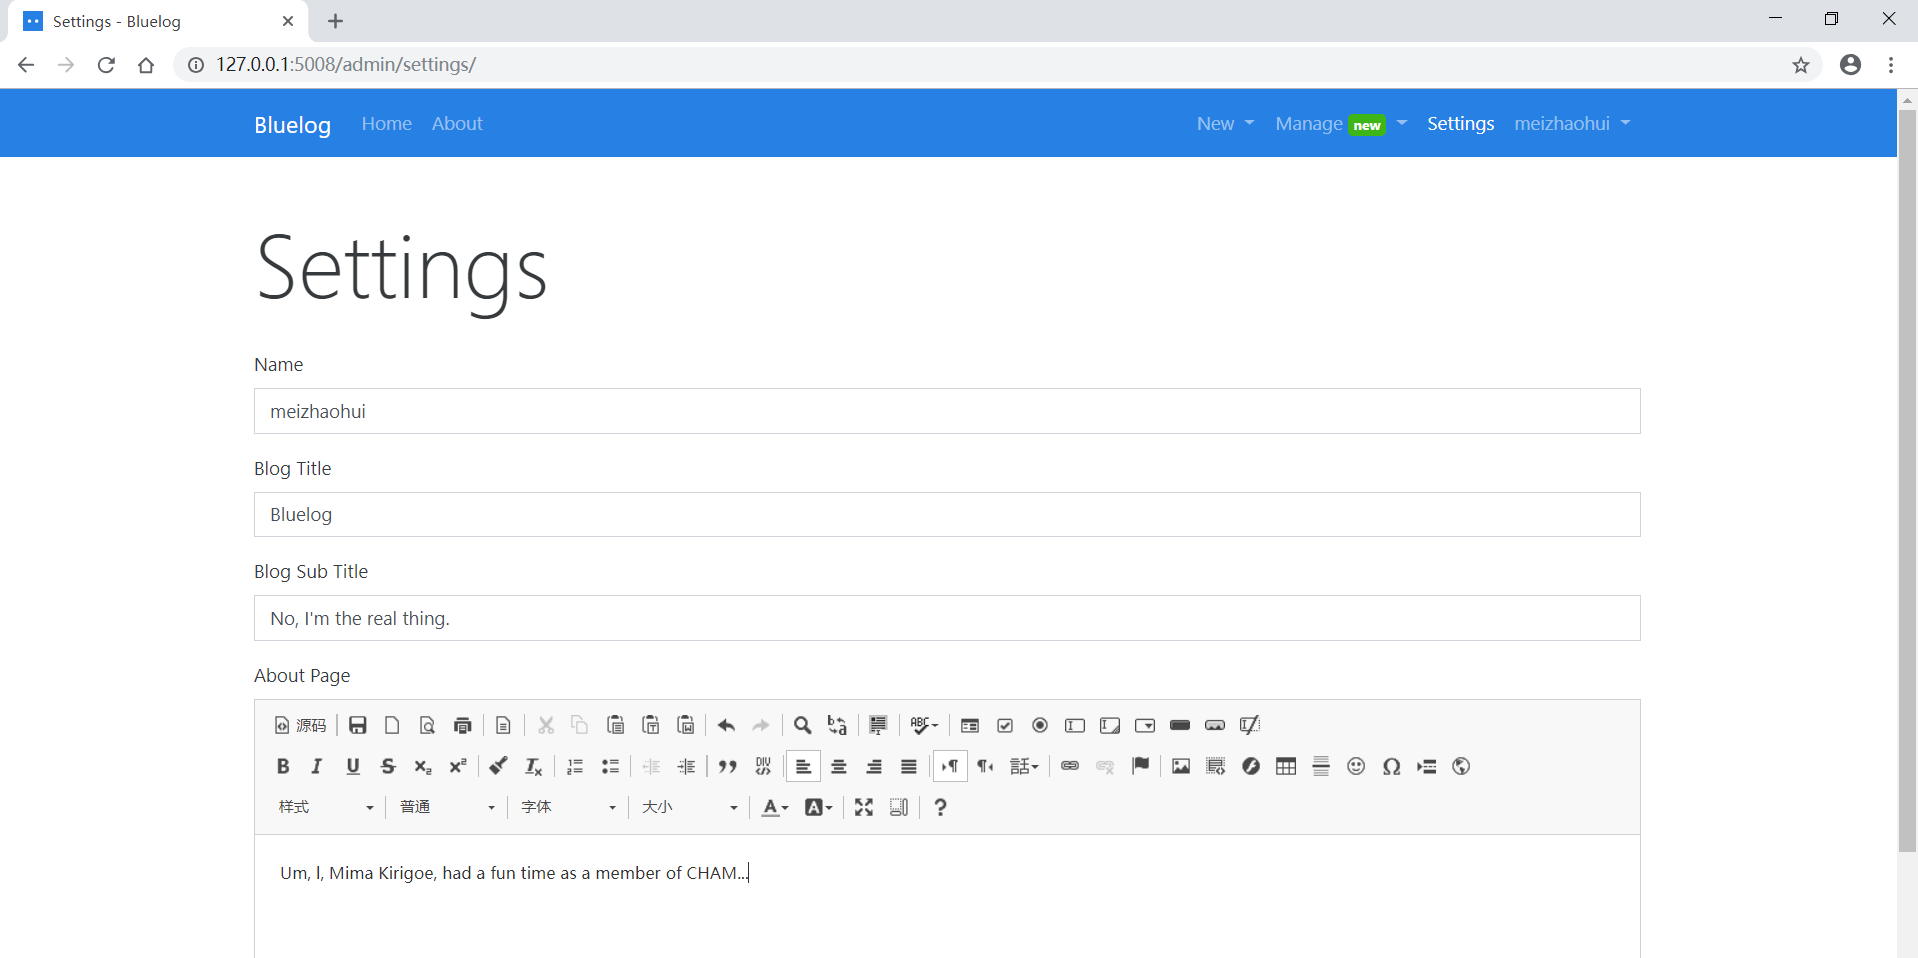 Settings - Bluelog
127.0.0.1:5008/admin/settings/
Bluelog Home About New Manage new Settings meizhaohui
Settings
Name
meizhaohui
Blog Title
Bluelog
Blog Sub Title
No, I'm the real thing.
About Page
源码
样式 普通 字体 大小
Um, l, Mima Kirigoe, had a fun time as a member of CHAM...